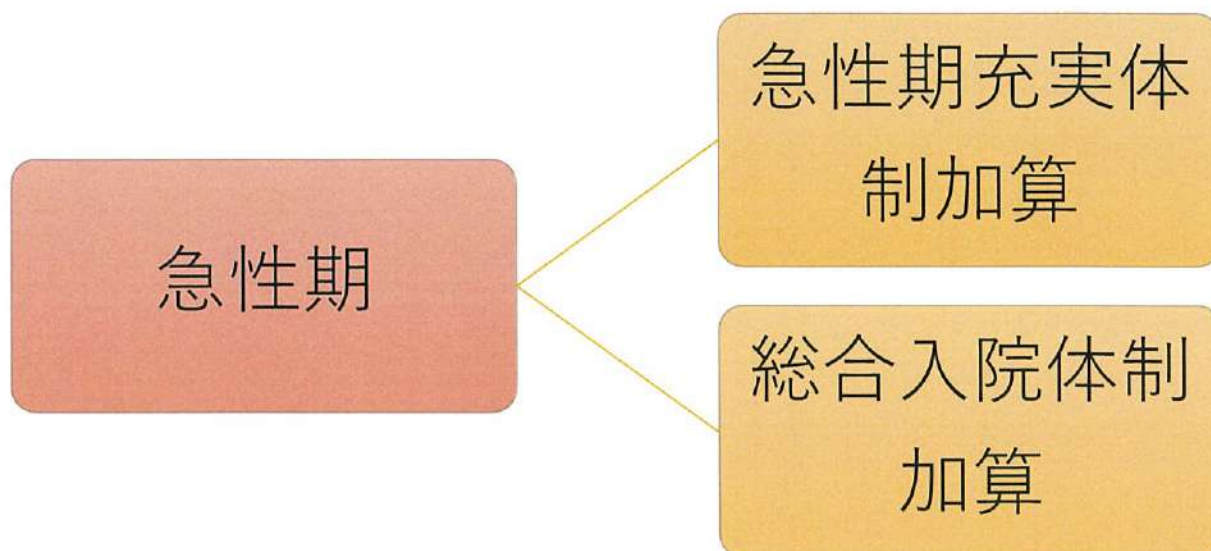 急性期
急性期充実体
制加算
総合入院体制
加算